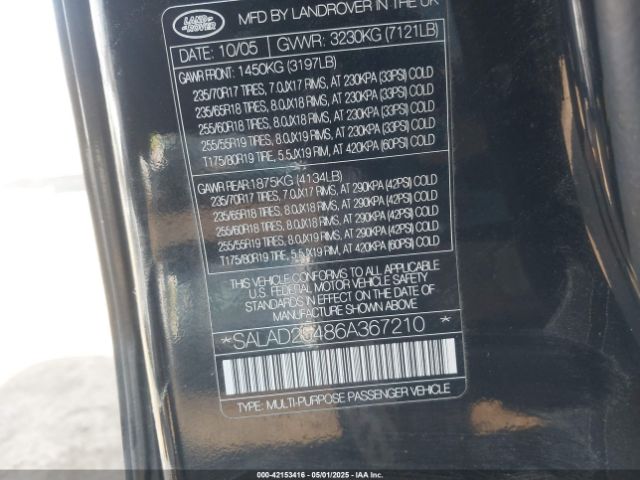 MFD BY LANDROVER IN THE UK
LAND
ROVER
DATE: 10/05 GVWR: 3230KG (7121LB)
GAWR FRONT: 1450KG (3197LB)
235/70R17 TIRES, 7.0JX17 RIMS, AT 230KPA (33PSI) COLD
235/65R18 TIRES, 8.0JX18 RIMS, AT 230KPA (33PSI) COLD
255/60R18 TIRES, 8.0JX18 RIMS, AT 230KPA (33PSI) COLD
255/55R19 TIRES, 8.0JX19 RIMS, AT 230KPA (33PSI) COLD
T175/80R19 TIRE, 5.5JX19 RIM, AT 420KPA (60PSI) COLD
GAWR REAR: 1875KG (4134LB)
235/70R17 TIRES, 7.0JX17 RIMS, AT 290KPA (42PSI) COLD
235/65R18 TIRES, 8.0JX18 RIMS, AT 290KPA (42PSI) COLD
255/60R18 TIRES, 8.0JX18 RIMS, AT 290KPA (42PSI) COLD
255/55R19 TIRES, 8.0JX19 RIMS, AT 290KPA (42PSI) COLD
T175/80R19 TIRE, 5.5JX19 RIM, AT 420KPA (60PSI) COLD
THIS VEHICLE CONFORMS TO ALL APPLICABLE
U.S. FEDERAL MOTOR VEHICLE SAFETY
STANDARDS IN EFFECT ON THE DATE OF
MANUFACTURE SHOWN ABOVE
TYPE: MULTI-PURPOSE PASSENGER VEHICLE
000-42153416 - 05/01/2025 - IAAI.COM